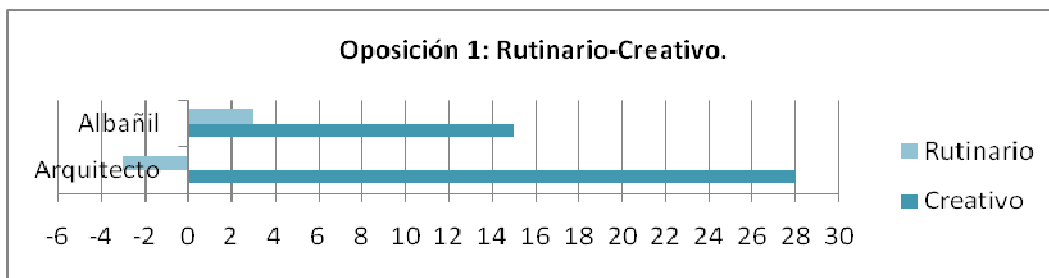 Oposición 1: Rutinario-Creativo.
Albañil
Arquitecto
Rutinario
Creativo
-6 -4 -2 0 2 4 6 8 10 12 14 16 18 20 22 24 26 28 30